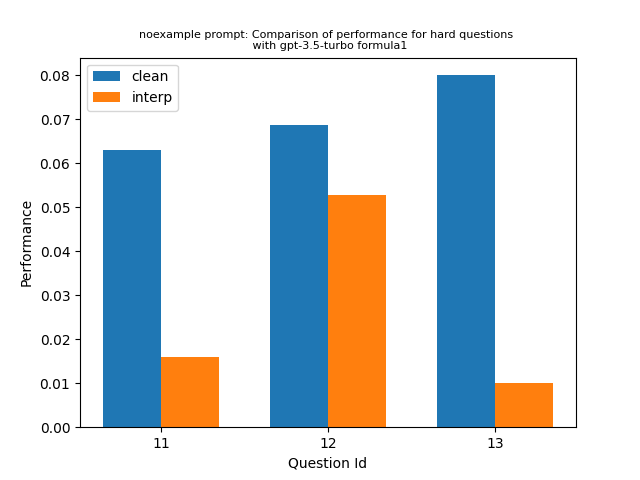 noexample prompt: Comparison of performance for hard questions
with gpt-3.5-turbo formula1
clean
interp
0.08
0.07
0.06
0.05
0.04
0.03
0.02
0.01
0.00
Performance
11 12 13
Question Id